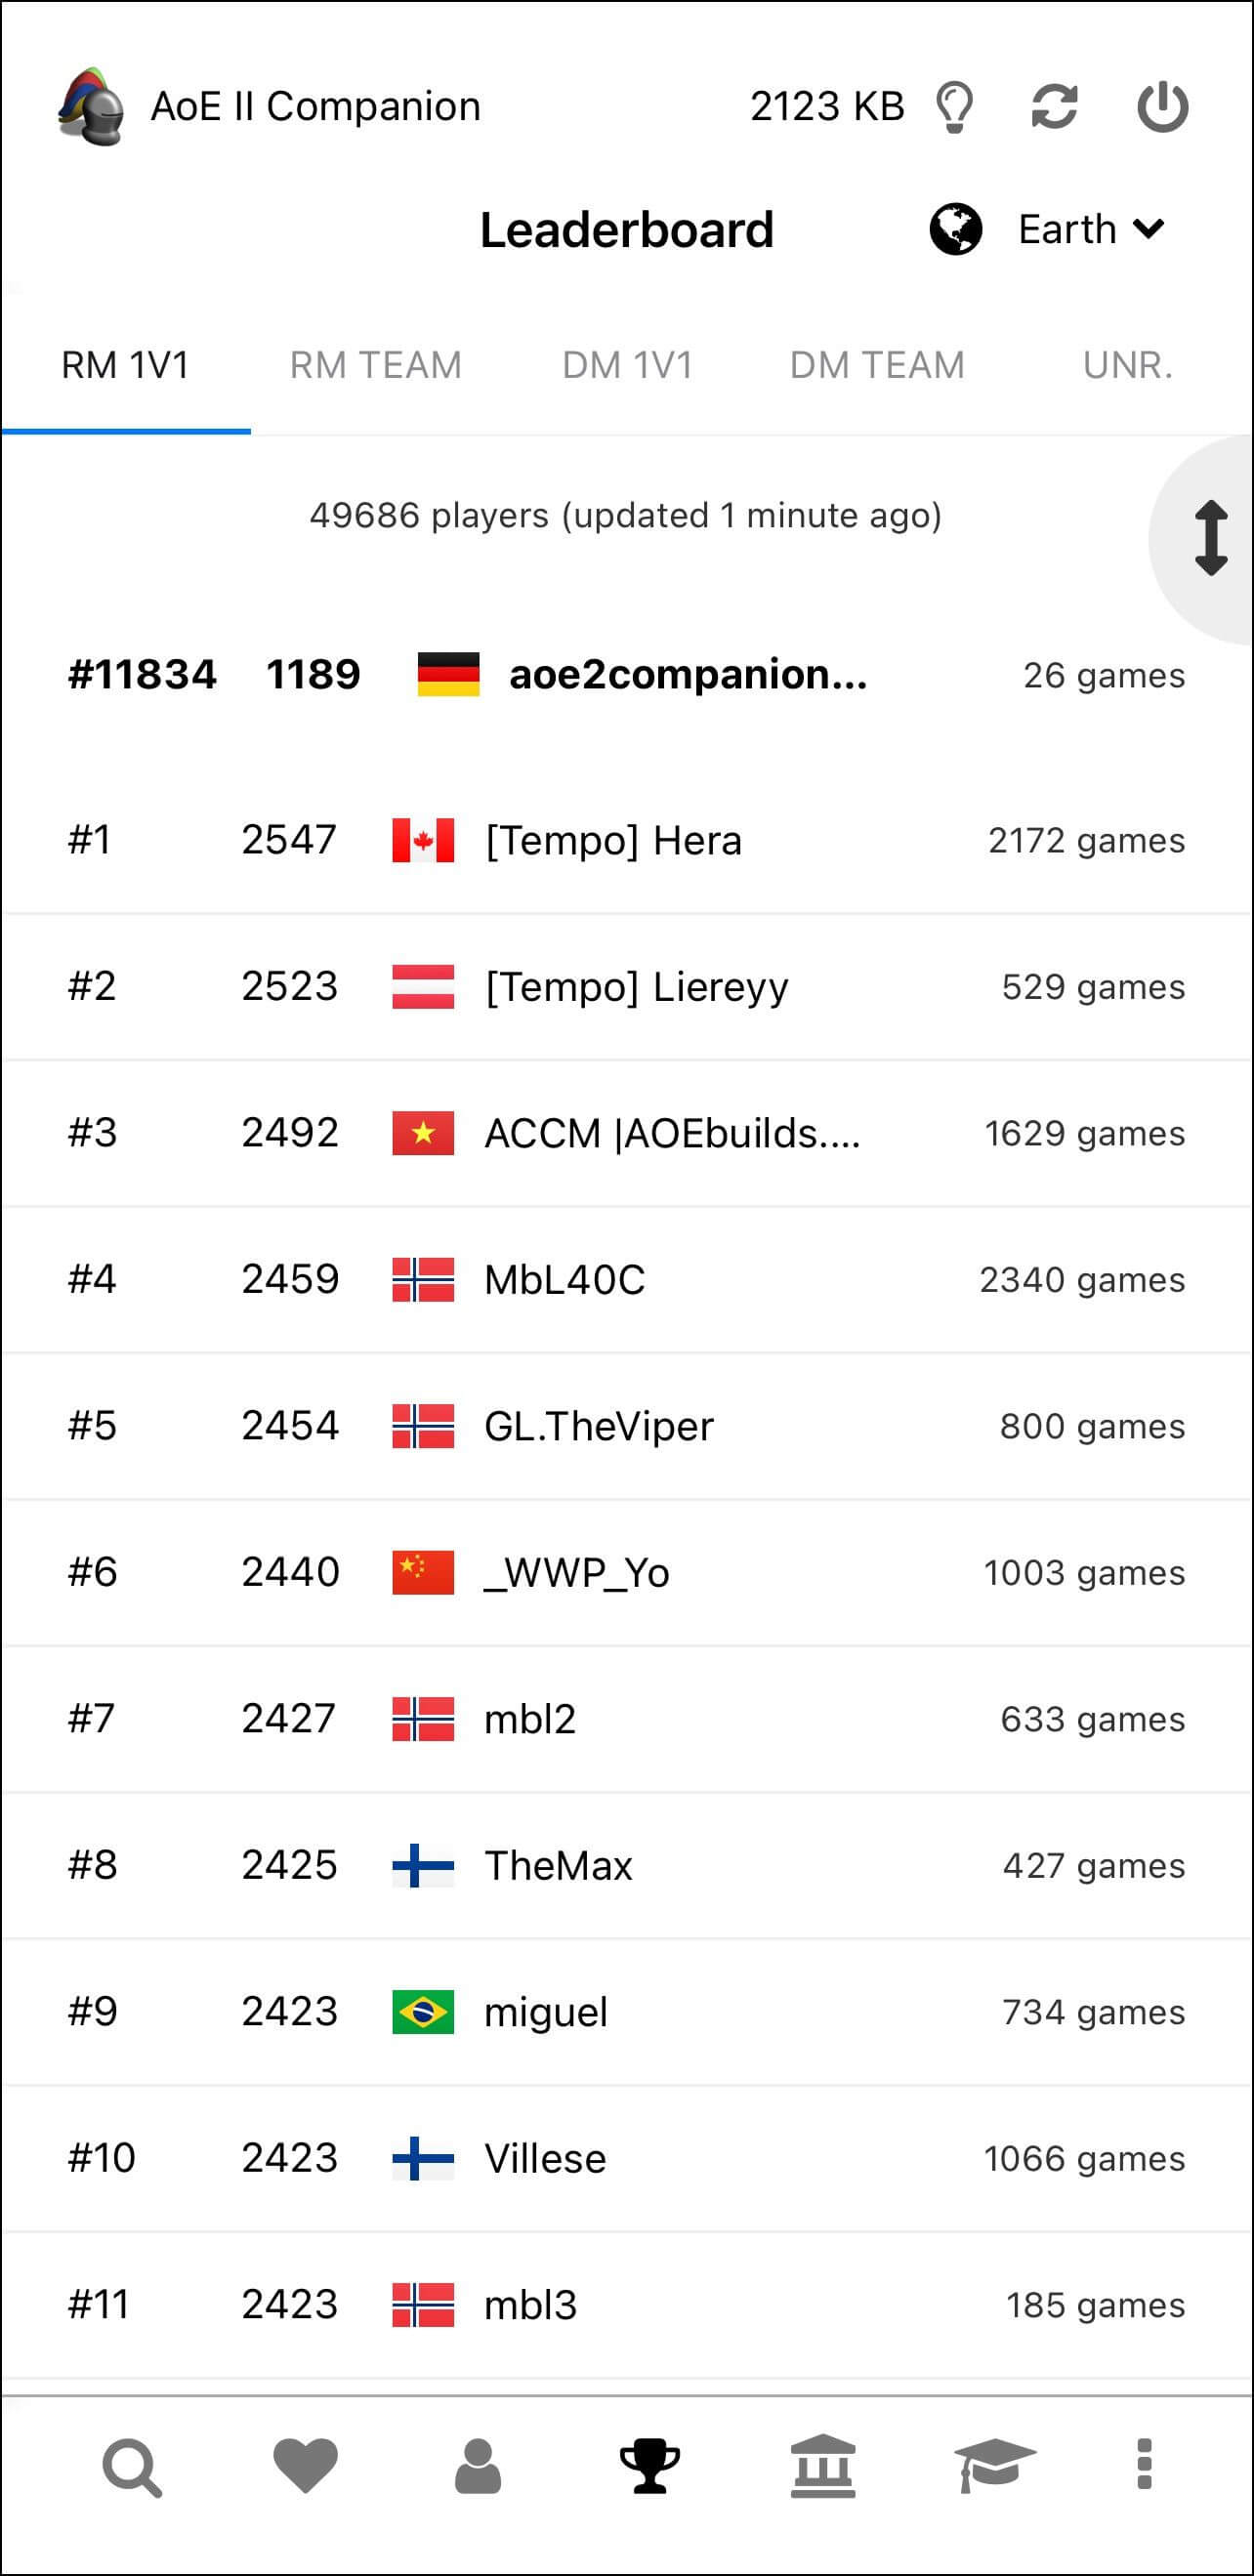 AoE II Companion 2123 KB
Leaderboard Earth
RM 1V1 RM TEAM DM 1V1 DM TEAM UNR.
49686 players (updated 1 minute ago)
#11834 1189 aoe2companion... 26 games
#1 2547 [Tempo] Hera 2172 games
#2 2523 [Tempo] Liereyy 529 games
#3 2492 ACCM |AOEbuilds.... 1629 games
#4 2459 MbL40C 2340 games
#5 2454 GL.TheViper 800 games
#6 2440 _WWP_Yo 1003 games
#7 2427 mbl2 633 games
#8 2425 TheMax 427 games
#9 2423 miguel 734 games
#10 2423 Villese 1066 games
#11 2423 mbl3 185 games